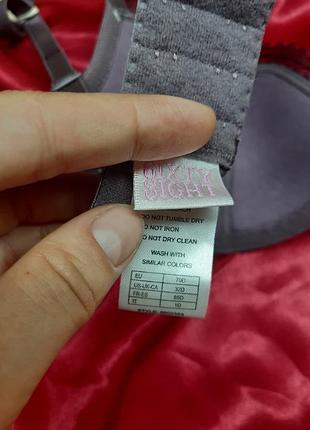 SIXTY
EIGHT
DO NOT TUMBLE DRY
DO NOT IRON
DO NOT DRY CLEAN
WASH WITH
SIMILAR COLORS
EU 70D
US-UK-CA 32D
FR-ES 85D
IT 1D